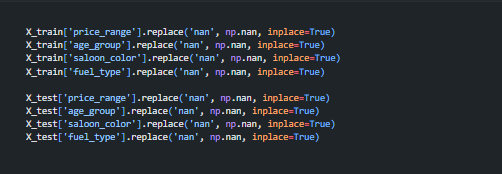 X_train['price_range'].replace('nan', np.nan, inplace=True)
X_train['age_group'].replace('nan', np.nan, inplace=True)
X_train['saloon_color'].replace('nan', np.nan, inplace=True)
X_train['fuel_type'].replace('nan', np.nan, inplace=True)
X_test['price_range'].replace('nan', np.nan, inplace=True)
X_test['age_group'].replace('nan', np.nan, inplace=True)
X_test['saloon_color'].replace('nan', np.nan, inplace=True)
X_test['fuel_type'].replace('nan', np.nan, inplace=True)